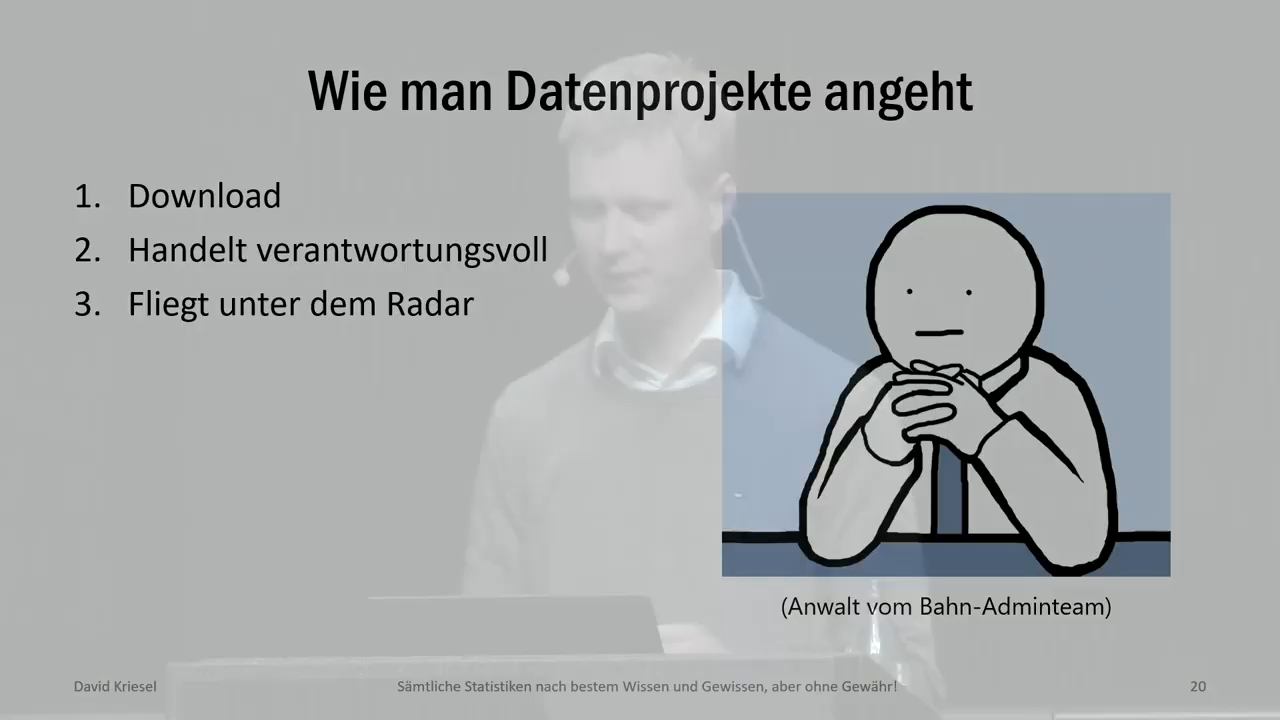 Wie man Datenprojekte angeht
1. Download
2. Handelt verantwortungsvoll
3. Fliegt unter dem Radar
(Anwalt vom Bahn-Adminteam)
David Kriesel
Sämtliche Statistiken nach bestem Wissen und Gewissen, aber ohne Gewähr!
20